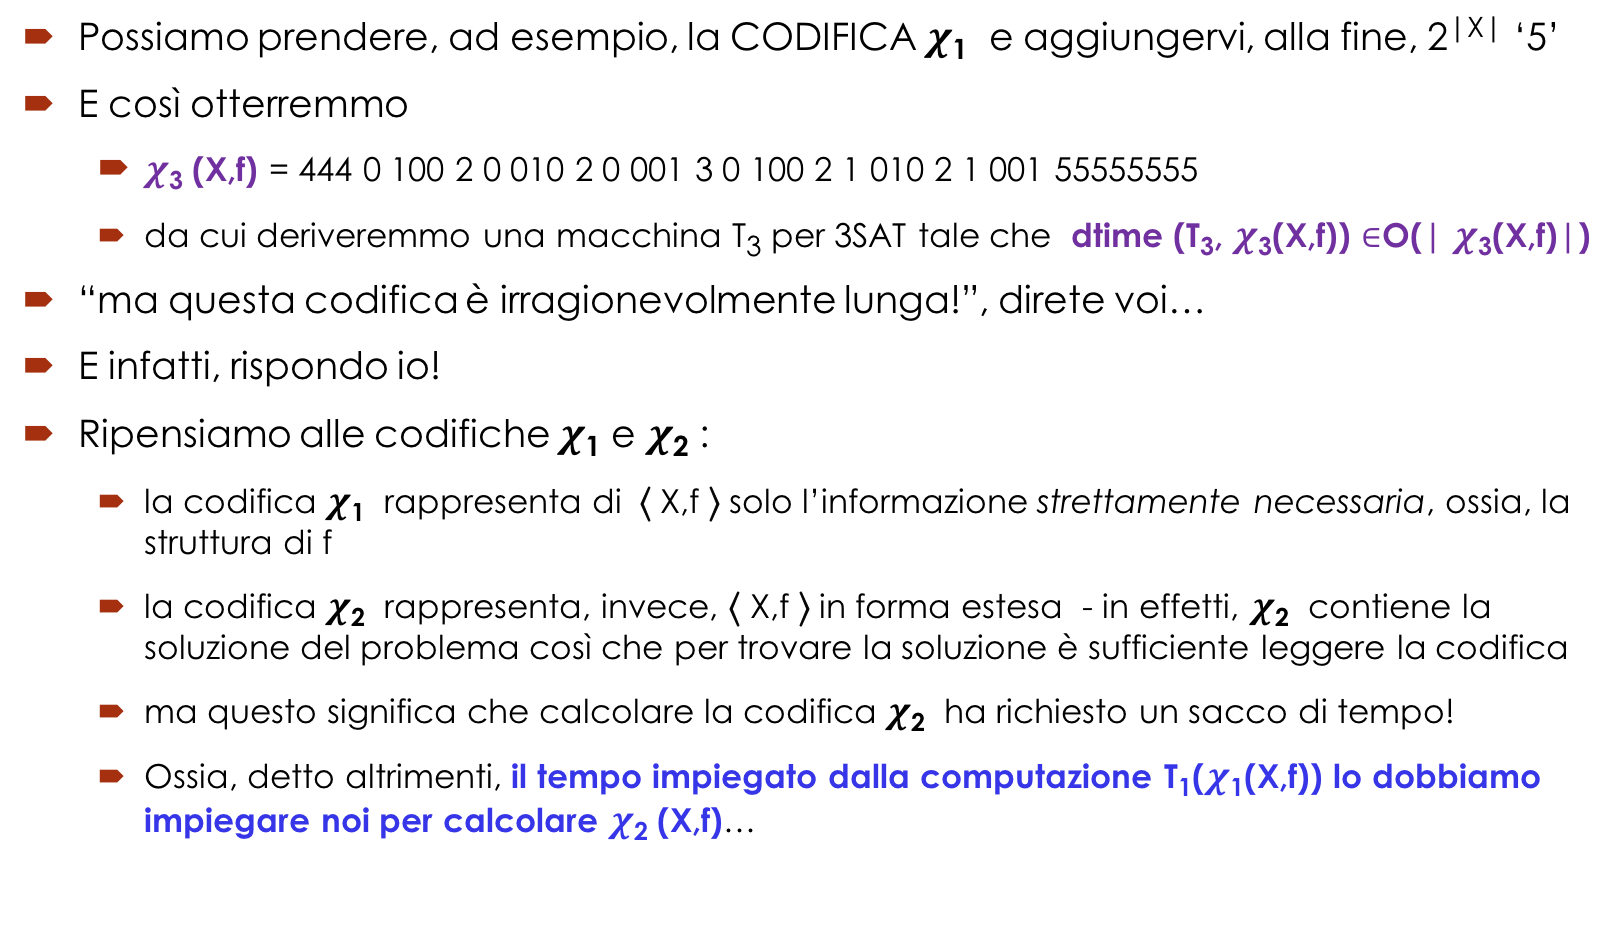 Possiamo prendere, ad esempio, la CODIFICA χ₁ e aggiungervi, alla fine, 2^|X| ‘5’
E così otterremmo
χ₃ (X,f) = 444 0 100 2 0 010 2 0 001 3 0 100 2 1 010 2 1 001 55555555
da cui deriveremmo una macchina T₃ per 3SAT tale che dtime (T₃, χ₃(X,f)) ∈O(| χ₃(X,f)|)
“ma questa codifica è irragionevolmente lunga!”, direte voi…
E infatti, rispondo io!
Ripensiamo alle codifiche χ₁ e χ₂ :
la codifica χ₁ rappresenta di ⟨ X,f ⟩ solo l’informazione strettamente necessaria, ossia, la
struttura di f
la codifica χ₂ rappresenta, invece, ⟨ X,f ⟩ in forma estesa - in effetti, χ₂ contiene la
soluzione del problema così che per trovare la soluzione è sufficiente leggere la codifica
ma questo significa che calcolare la codifica χ₂ ha richiesto un sacco di tempo!
Ossia, detto altrimenti, il tempo impiegato dalla computazione T₁(χ₁(X,f)) lo dobbiamo
impiegare noi per calcolare χ₂ (X,f)…